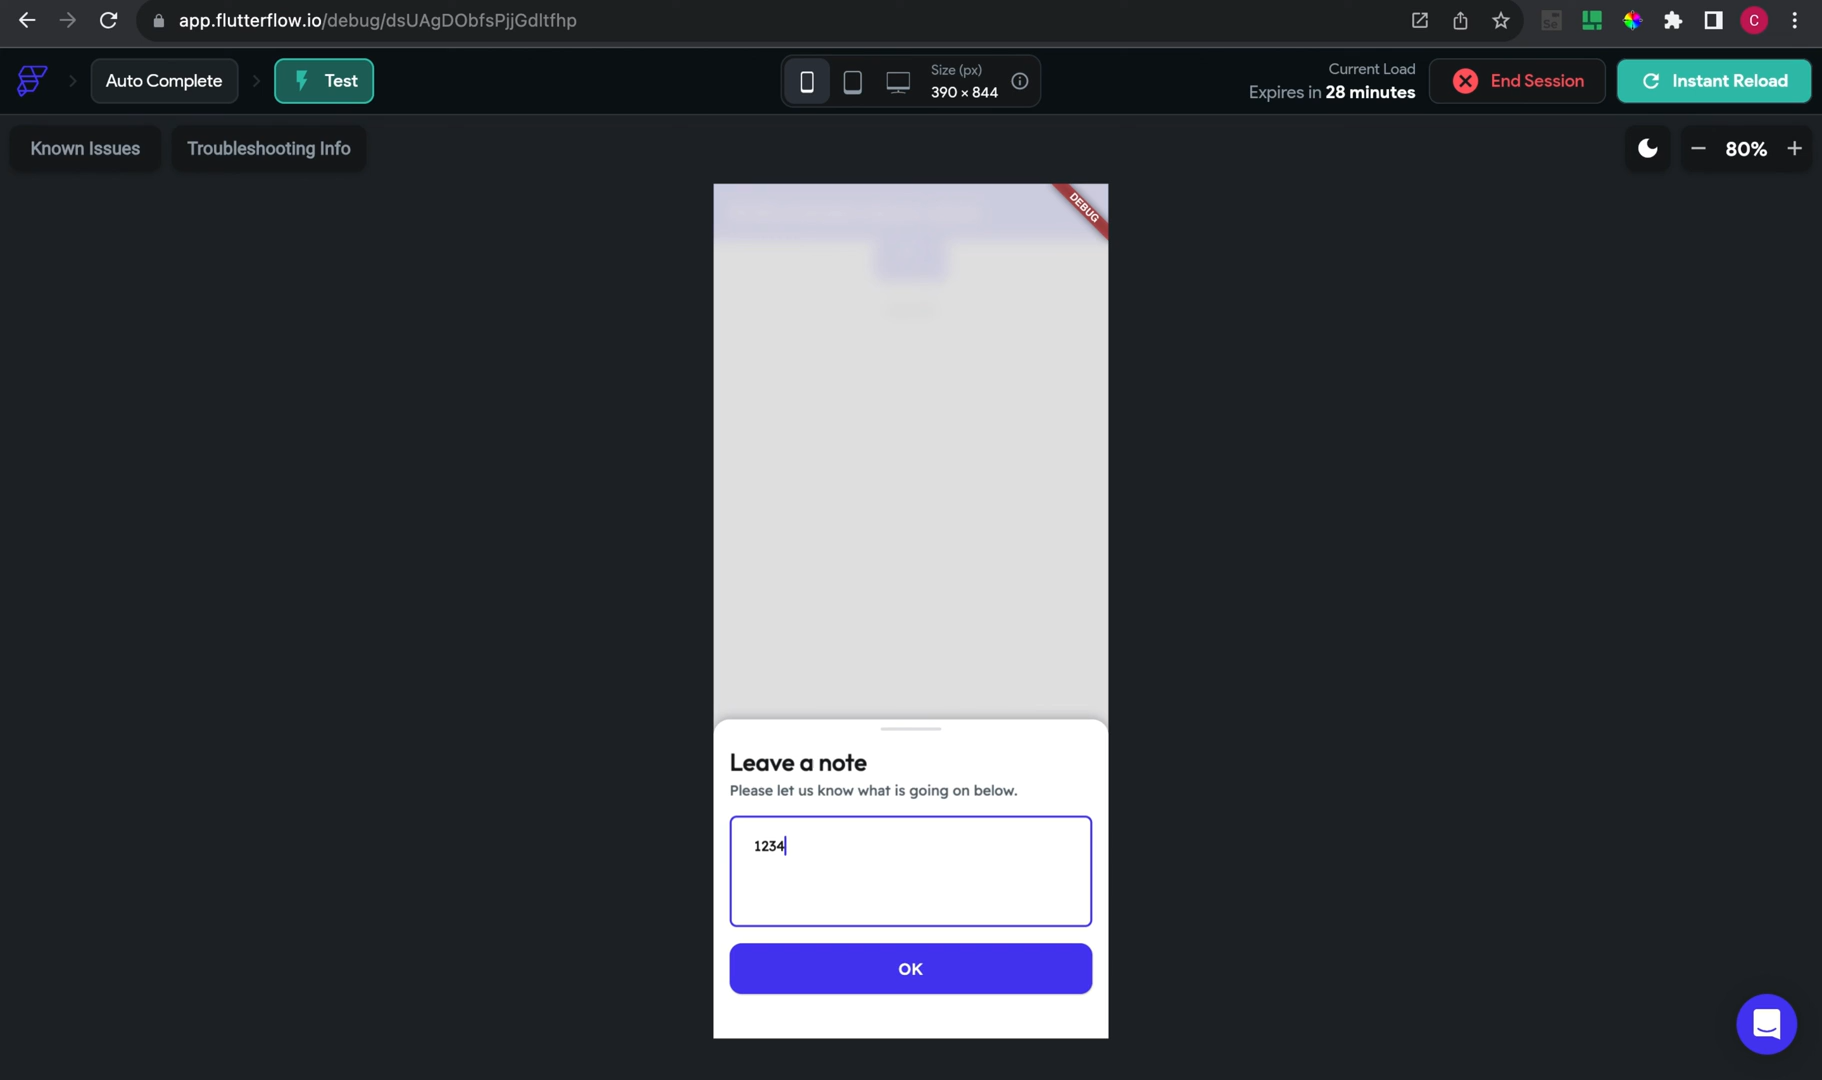 app.flutterflow.io/debug/dsUAgDObfsPjjGdltfhp
C
Auto Complete
Test
Size (px)
390 × 844
Current Load
Expires in 28 minutes
End Session
Instant Reload
Known Issues
Troubleshooting Info
80%
DEBUG
Leave a note
Please let us know what is going on below.
1234
OK